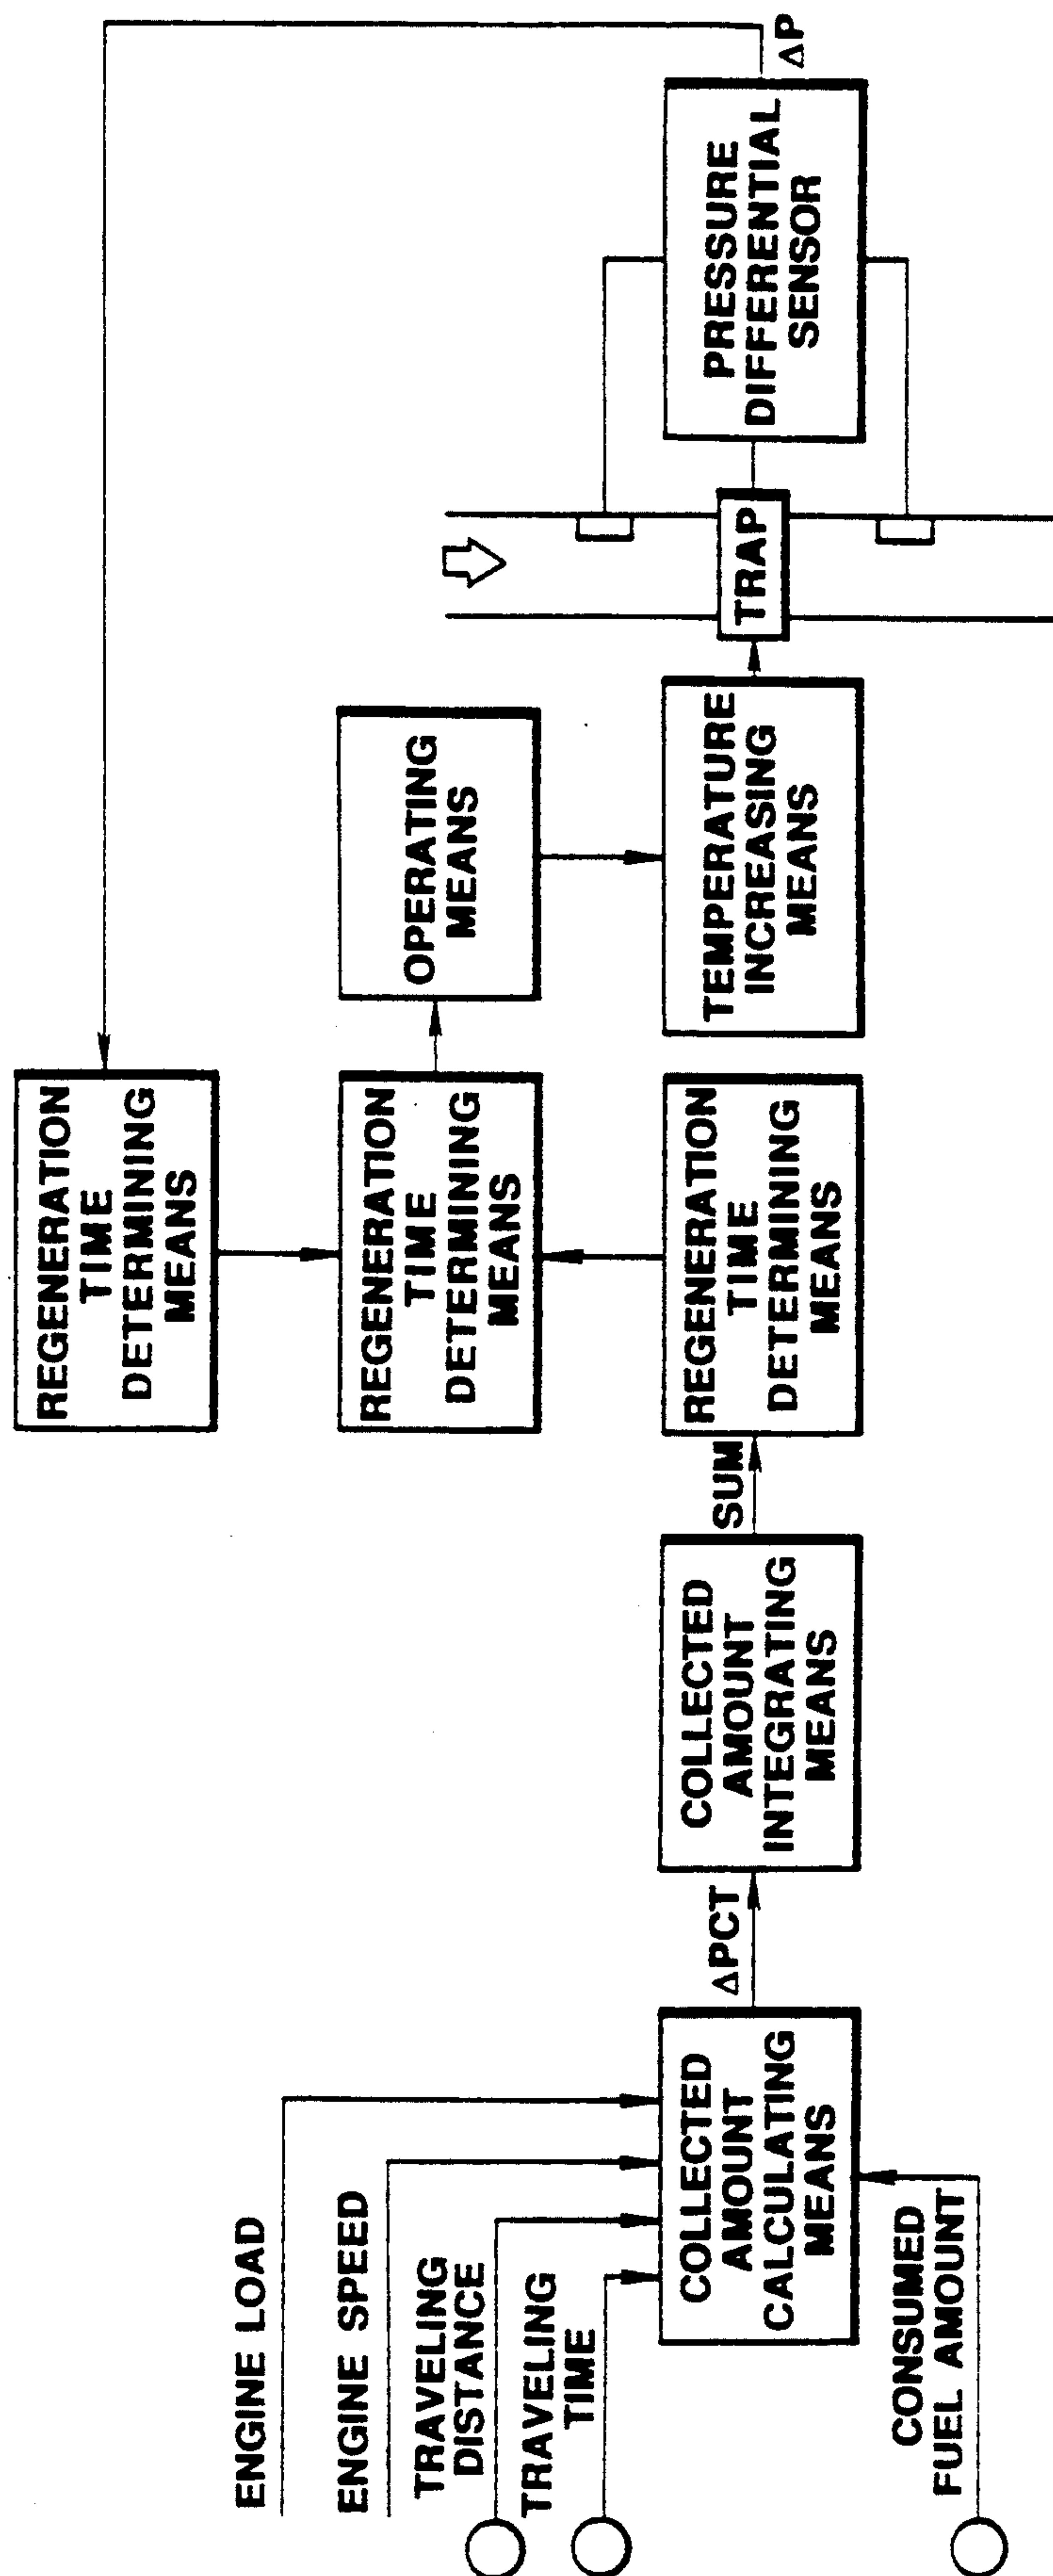 ENGINE LOAD
ENGINE SPEED
TRAVELING
DISTANCE
TRAVELING
TIME
CONSUMED
FUEL AMOUNT
COLLECTED
AMOUNT
CALCULATING
MEANS
ΔPCT
COLLECTED
AMOUNT
INTEGRATING
MEANS
SUM
REGENERATION
TIME
DETERMINING
MEANS
REGENERATION
TIME
DETERMINING
MEANS
REGENERATION
TIME
DETERMINING
MEANS
OPERATING
MEANS
TEMPERATURE
INCREASING
MEANS
TRAP
PRESSURE
DIFFERENTIAL
SENSOR
ΔP